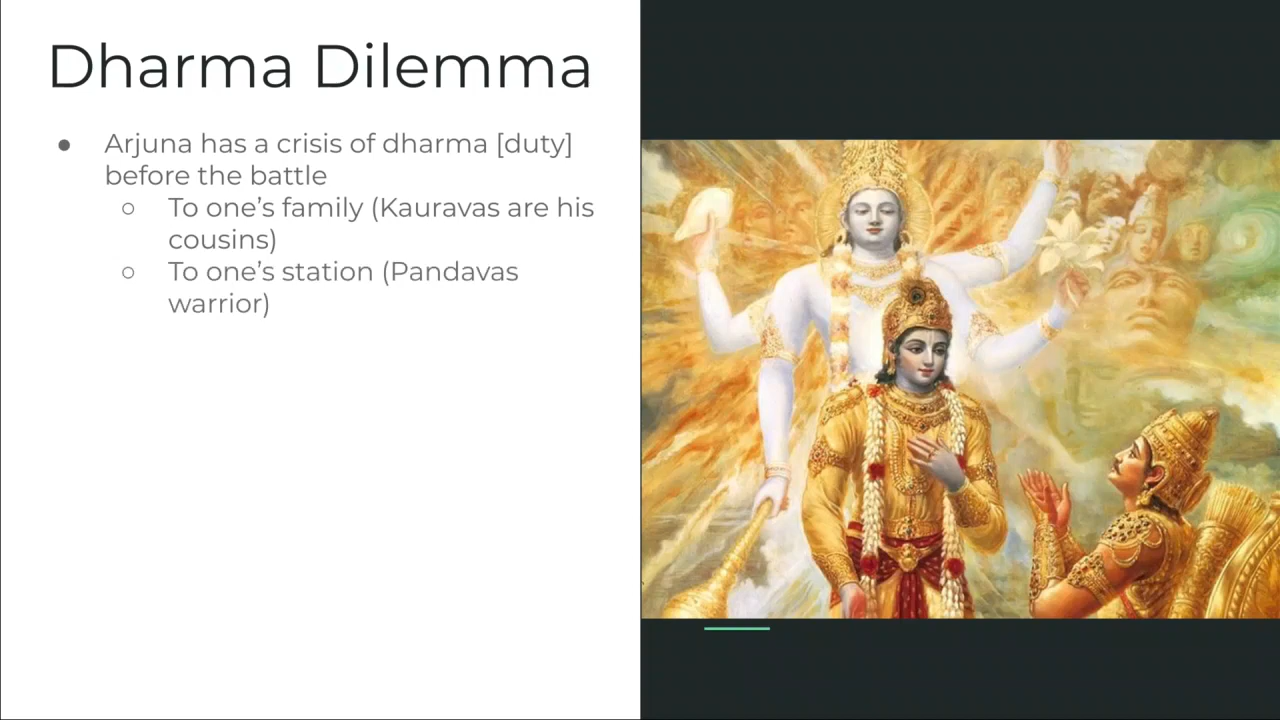 Dharma Dilemma
● Arjuna has a crisis of dharma [duty]
before the battle
○ To one’s family (Kauravas are his
cousins)
○ To one’s station (Pandavas
warrior)